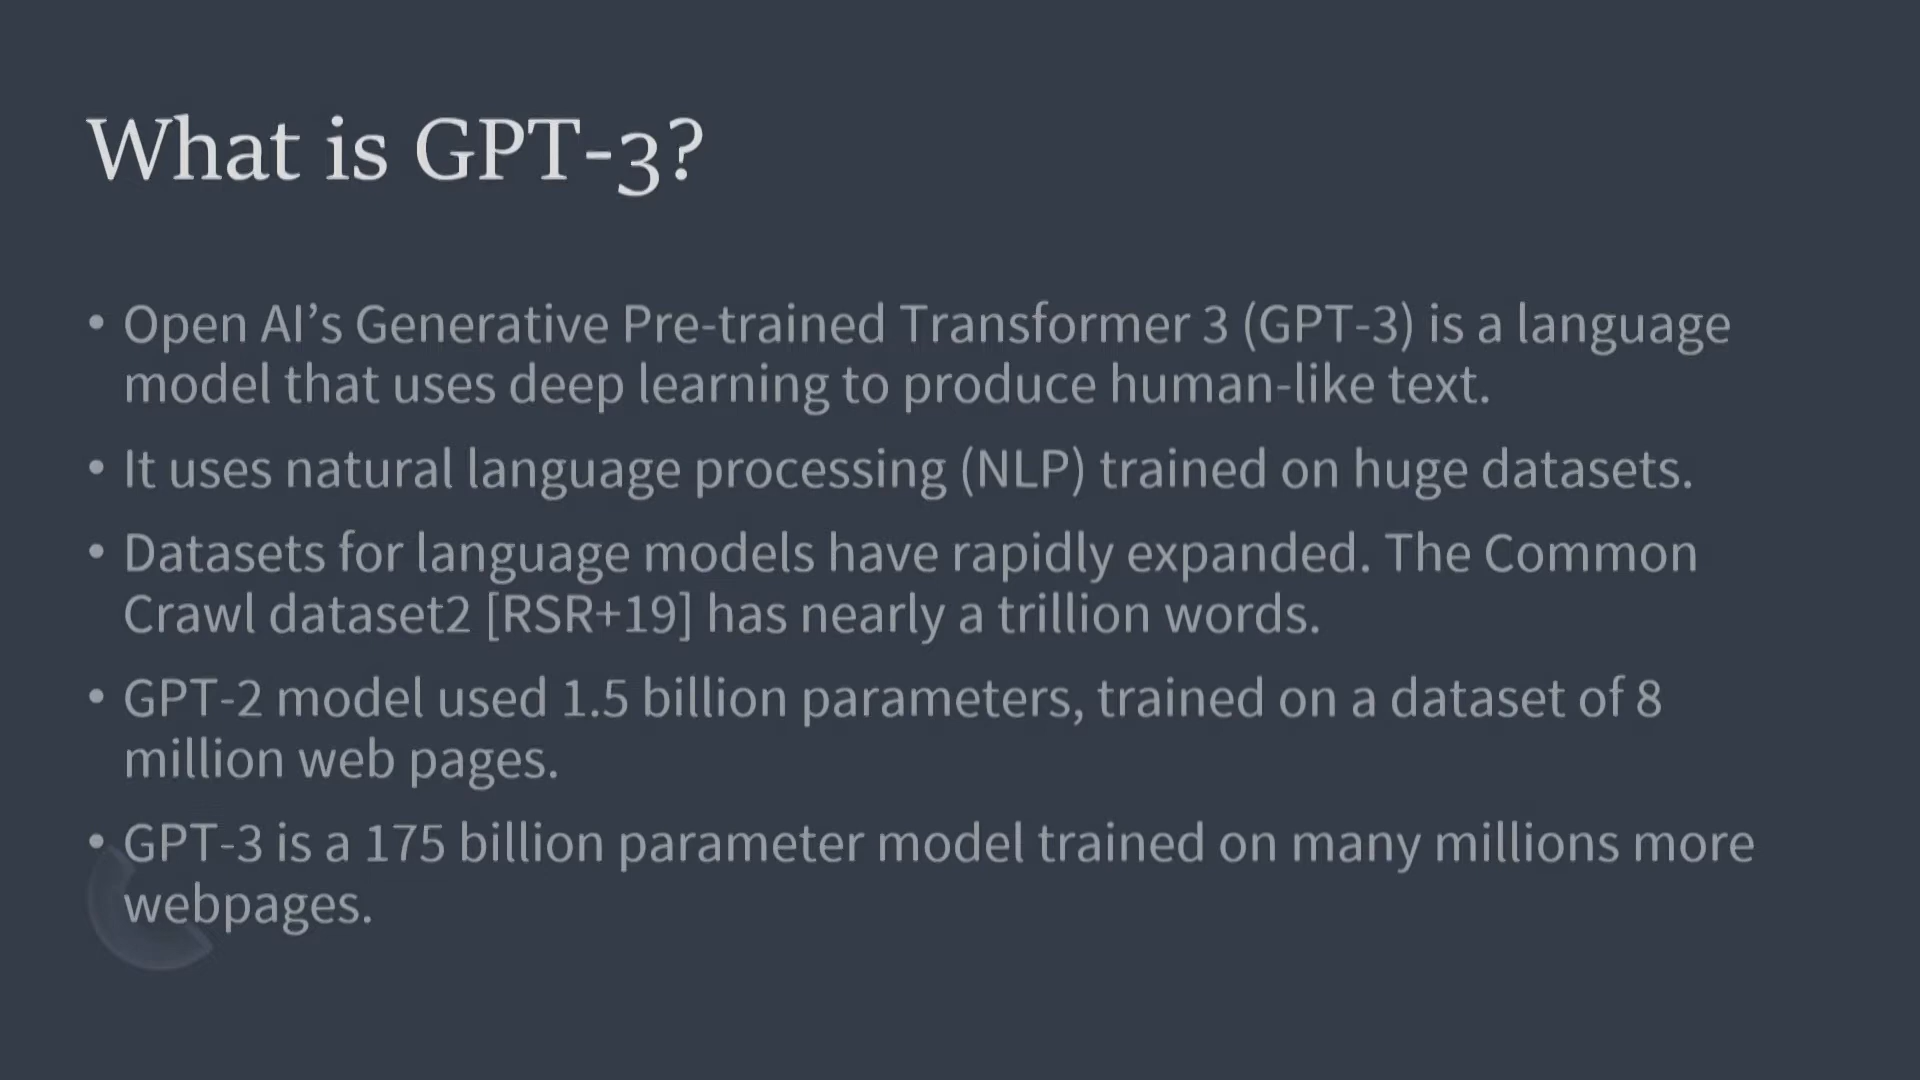 What is GPT-3?
• Open AI’s Generative Pre-trained Transformer 3 (GPT-3) is a language
model that uses deep learning to produce human-like text.
• It uses natural language processing (NLP) trained on huge datasets.
• Datasets for language models have rapidly expanded. The Common
Crawl dataset2 [RSR+19] has nearly a trillion words.
• GPT-2 model used 1.5 billion parameters, trained on a dataset of 8
million web pages.
• GPT-3 is a 175 billion parameter model trained on many millions more
webpages.